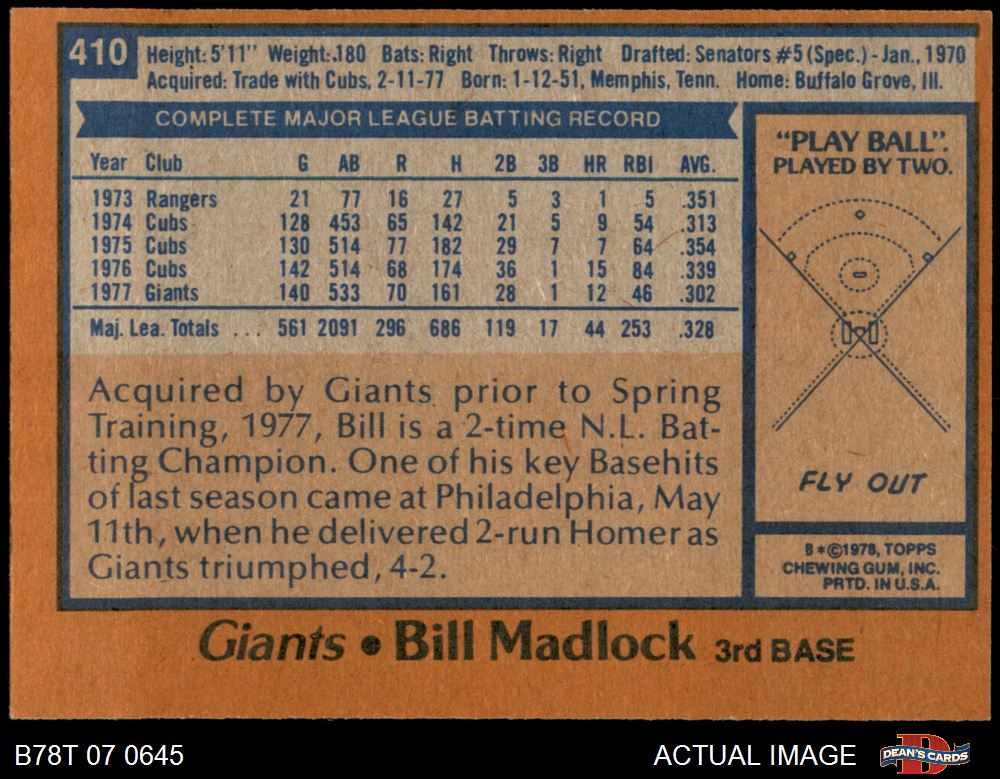 410
Height: 5'11" Weight: 180 Bats: Right Throws: Right Drafted: Senators #5 (Spec.) - Jan., 1970
Acquired: Trade with Cubs, 2-11-77 Born: 1-12-51, Memphis, Tenn. Home: Buffalo Grove, Ill.
COMPLETE MAJOR LEAGUE BATTING RECORD
Year Club G AB R H 2B 3B HR RBI AVG.
1973 Rangers 21 77 16 27 5 3 1 5 .351
1974 Cubs 128 453 65 142 21 5 9 54 .313
1975 Cubs 130 514 77 182 29 7 7 64 .354
1976 Cubs 142 514 68 174 36 1 15 84 .339
1977 Giants 140 533 70 161 28 1 12 46 .302
Maj. Lea. Totals ... 561 2091 296 686 119 17 44 253 .328
Acquired by Giants prior to Spring
Training, 1977, Bill is a 2-time N.L. Bat-
ting Champion. One of his key Basehits
of last season came at Philadelphia, May
11th, when he delivered 2-run Homer as
Giants triumphed, 4-2.
"PLAY BALL".
PLAYED BY TWO.
FLY OUT
B*©1978, TOPPS
CHEWING GUM, INC.
PRTD. IN U.S.A.
Giants • Bill Madlock 3rd BASE
B78T 07 0645
ACTUAL IMAGE
DEAN'S CARDS